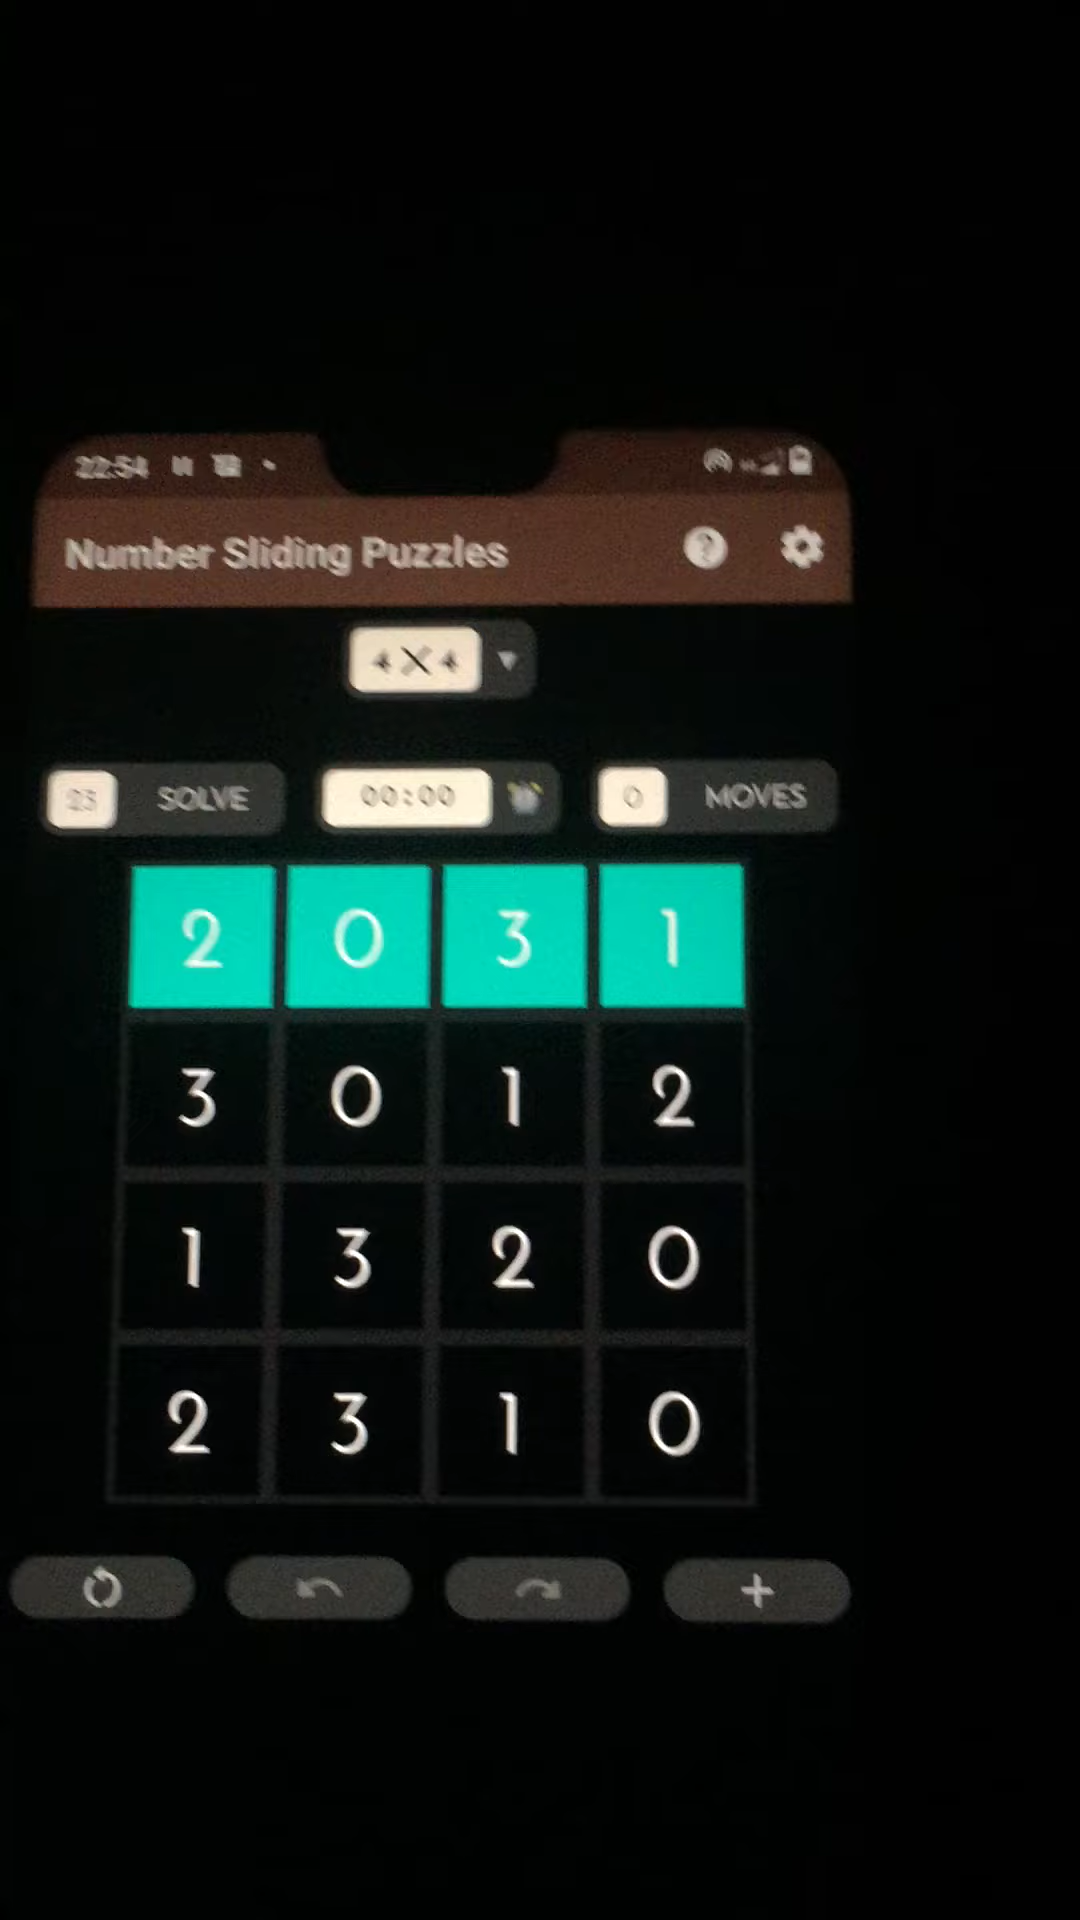 22:54
Number Sliding Puzzles
4X4
SOLVE 00:00 0 MOVES
2 0 3 1
3 0 1 2
1 3 2 0
2 3 1 0